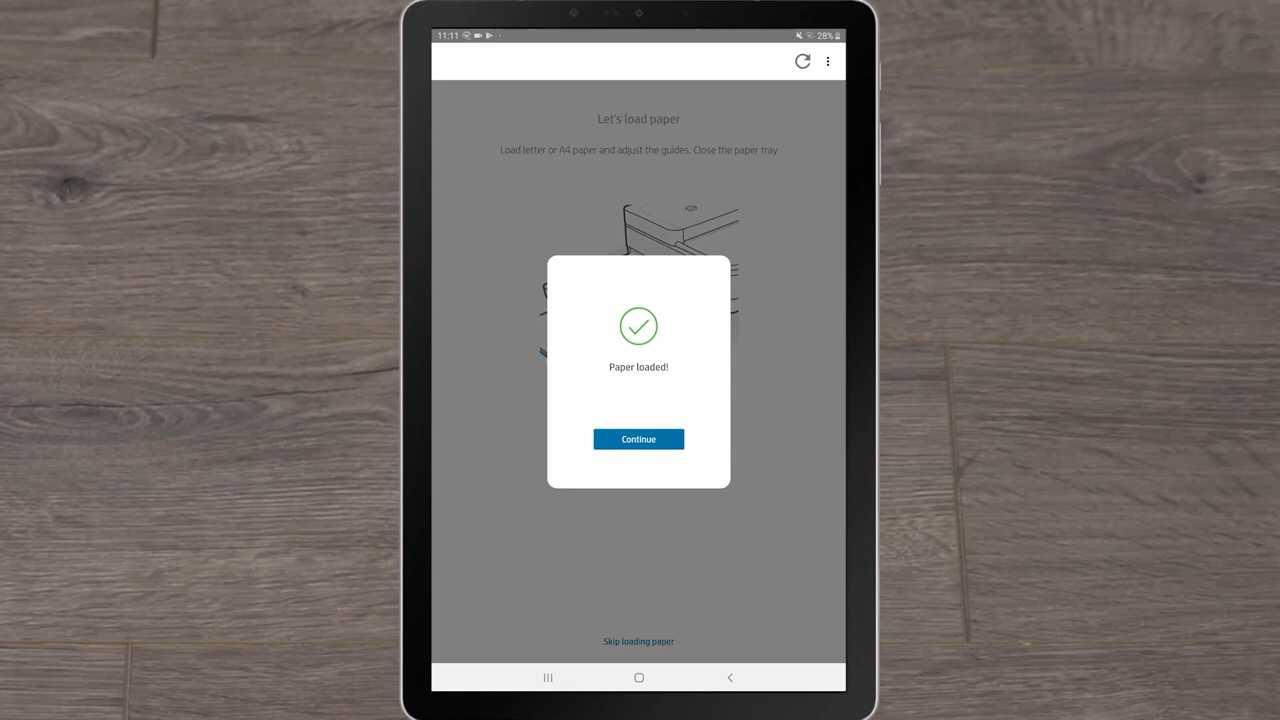 11:11
28%
Let's load paper
Load letter or A4 paper and adjust the guides. Close the paper tray
Paper loaded!
Continue
Skip loading paper